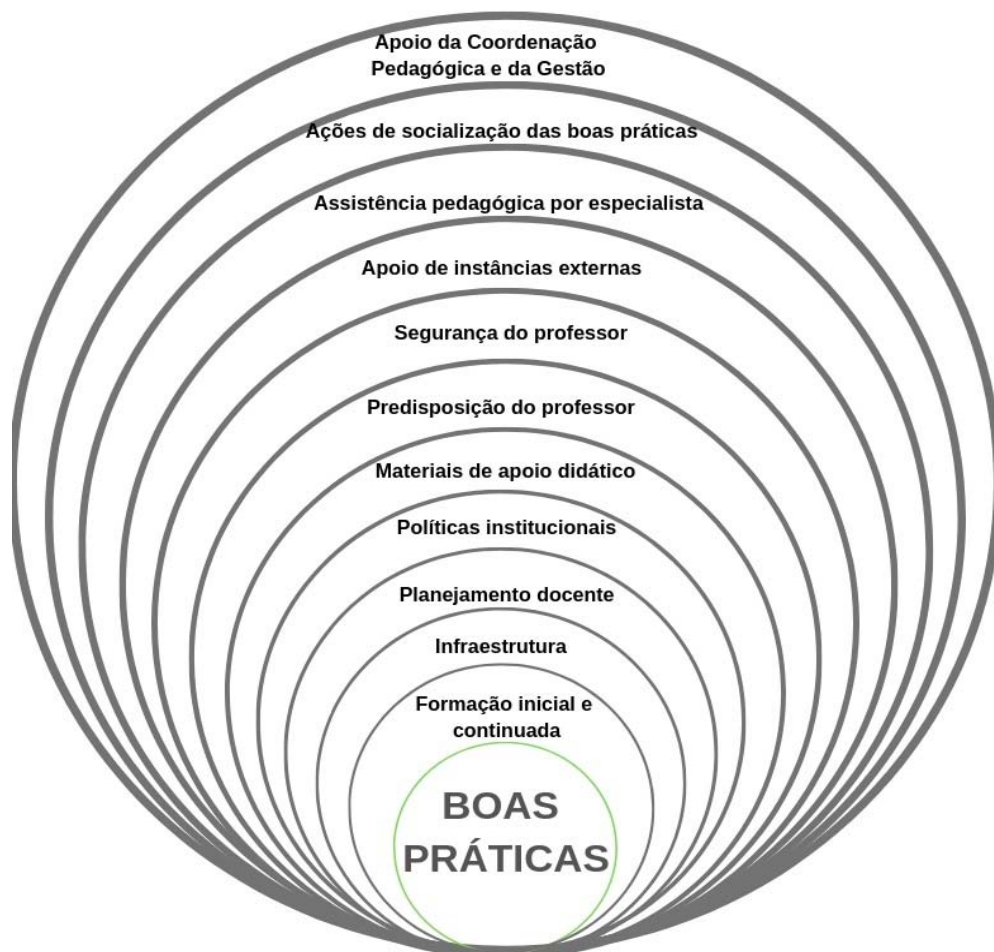 Apoio da Coordenação
Pedagógica e da Gestão
Ações de socialização das boas práticas
Assistência pedagógica por especialista
Apoio de instâncias externas
Segurança do professor
Predisposição do professor
Materiais de apoio didático
Políticas institucionais
Planejamento docente
Infraestrutura
Formação inicial e
continuada
BOAS
PRÁTICAS